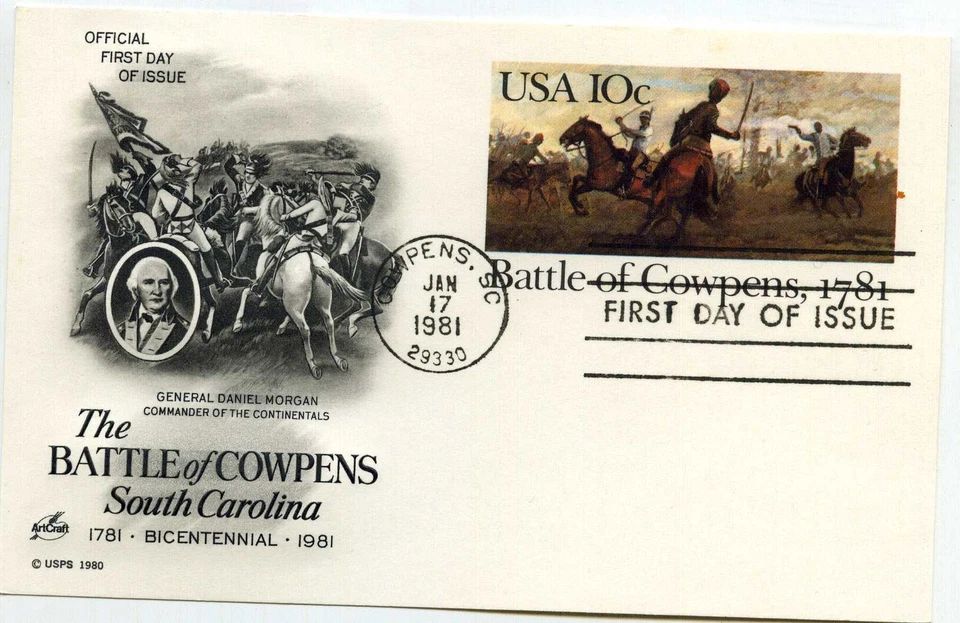 OFFICIAL
FIRST DAY
OF ISSUE
USA 10c
COWPENS, SC
JAN
17
1981
29330
Battle of Cowpens, 1781
FIRST DAY OF ISSUE
GENERAL DANIEL MORGAN
COMMANDER OF THE CONTINENTALS
The
BATTLE of COWPENS
South Carolina
ArtCraft
1781 · BICENTENNIAL · 1981
© USPS 1980